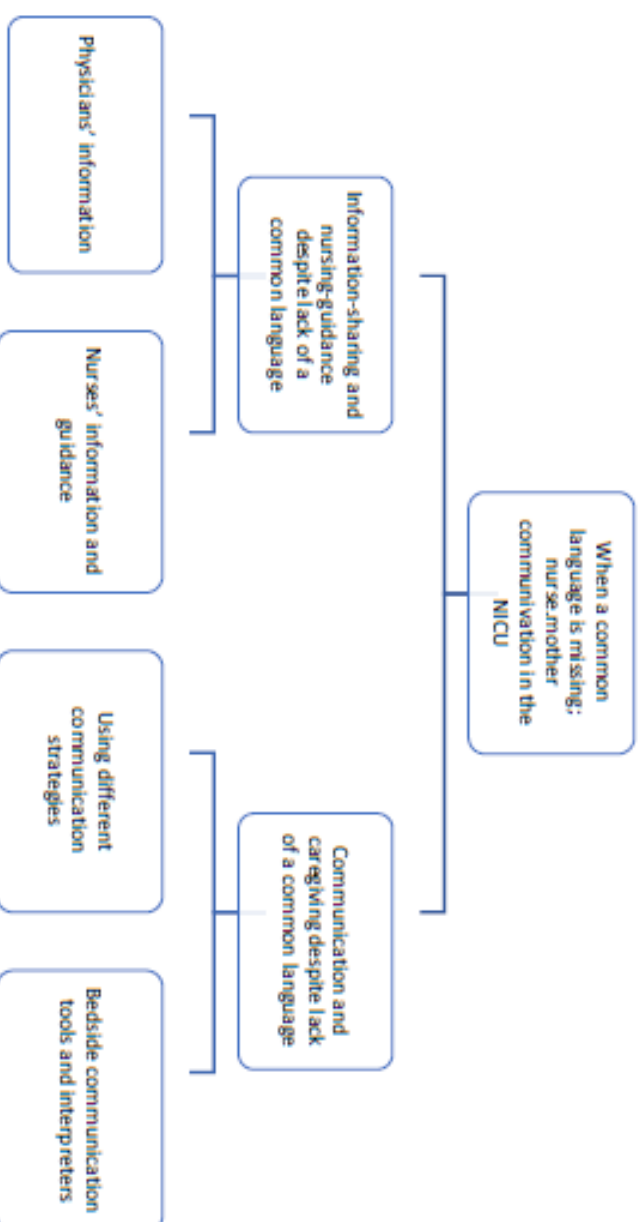 When a common
language is missing;
nurse.mother
communivation in the
NICU
Information-sharing and
nursing-guidance
despite lack of a
common language
Communication and
caregiving despite lack
of a common language
Physicians' information
Nurses' information and
guidance
Using different
communication
strategies
Bedside communication
tools and interpreters